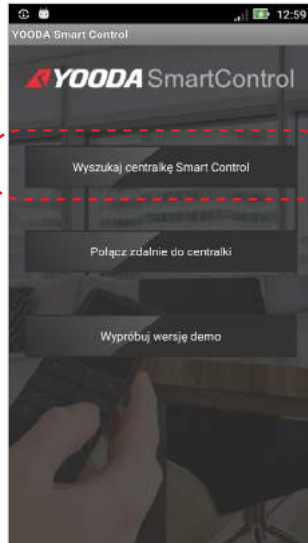 12:59
YOODA Smart Control
YOODA SmartControl
Wyszukaj centralkę Smart Control
Połącz zdalnie do centralki
Wypróbuj wersję demo